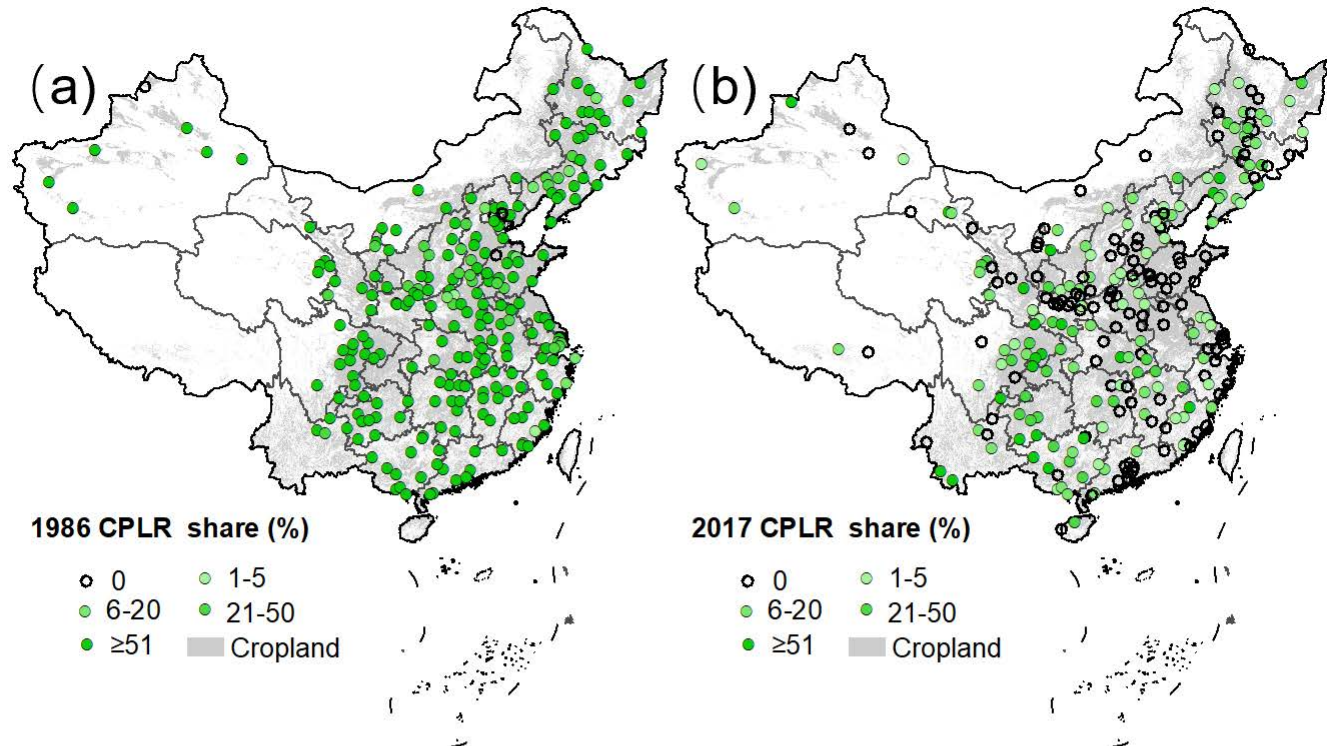 (a)
1986 CPLR share (%)
0
1-5
6-20
21-50
≥51
Cropland
(b)
2017 CPLR share (%)
0
1-5
6-20
21-50
≥51
Cropland